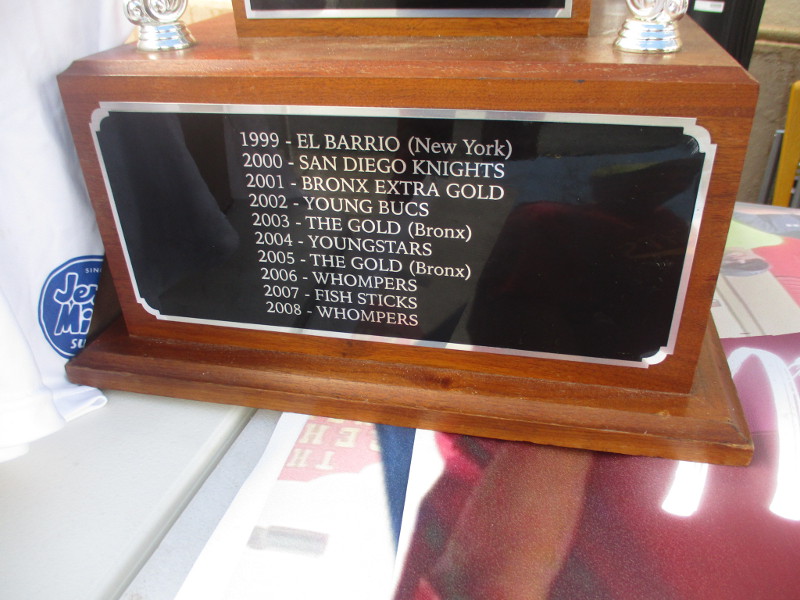 1999 - EL BARRIO (New York)
2000 - SAN DIEGO KNIGHTS
2001 - BRONX EXTRA GOLD
2002 - YOUNG BUCS
2003 - THE GOLD (Bronx)
2004 - YOUNGSTARS
2005 - THE GOLD (Bronx)
2006 - WHOMPERS
2007 - FISH STICKS
2008 - WHOMPERS